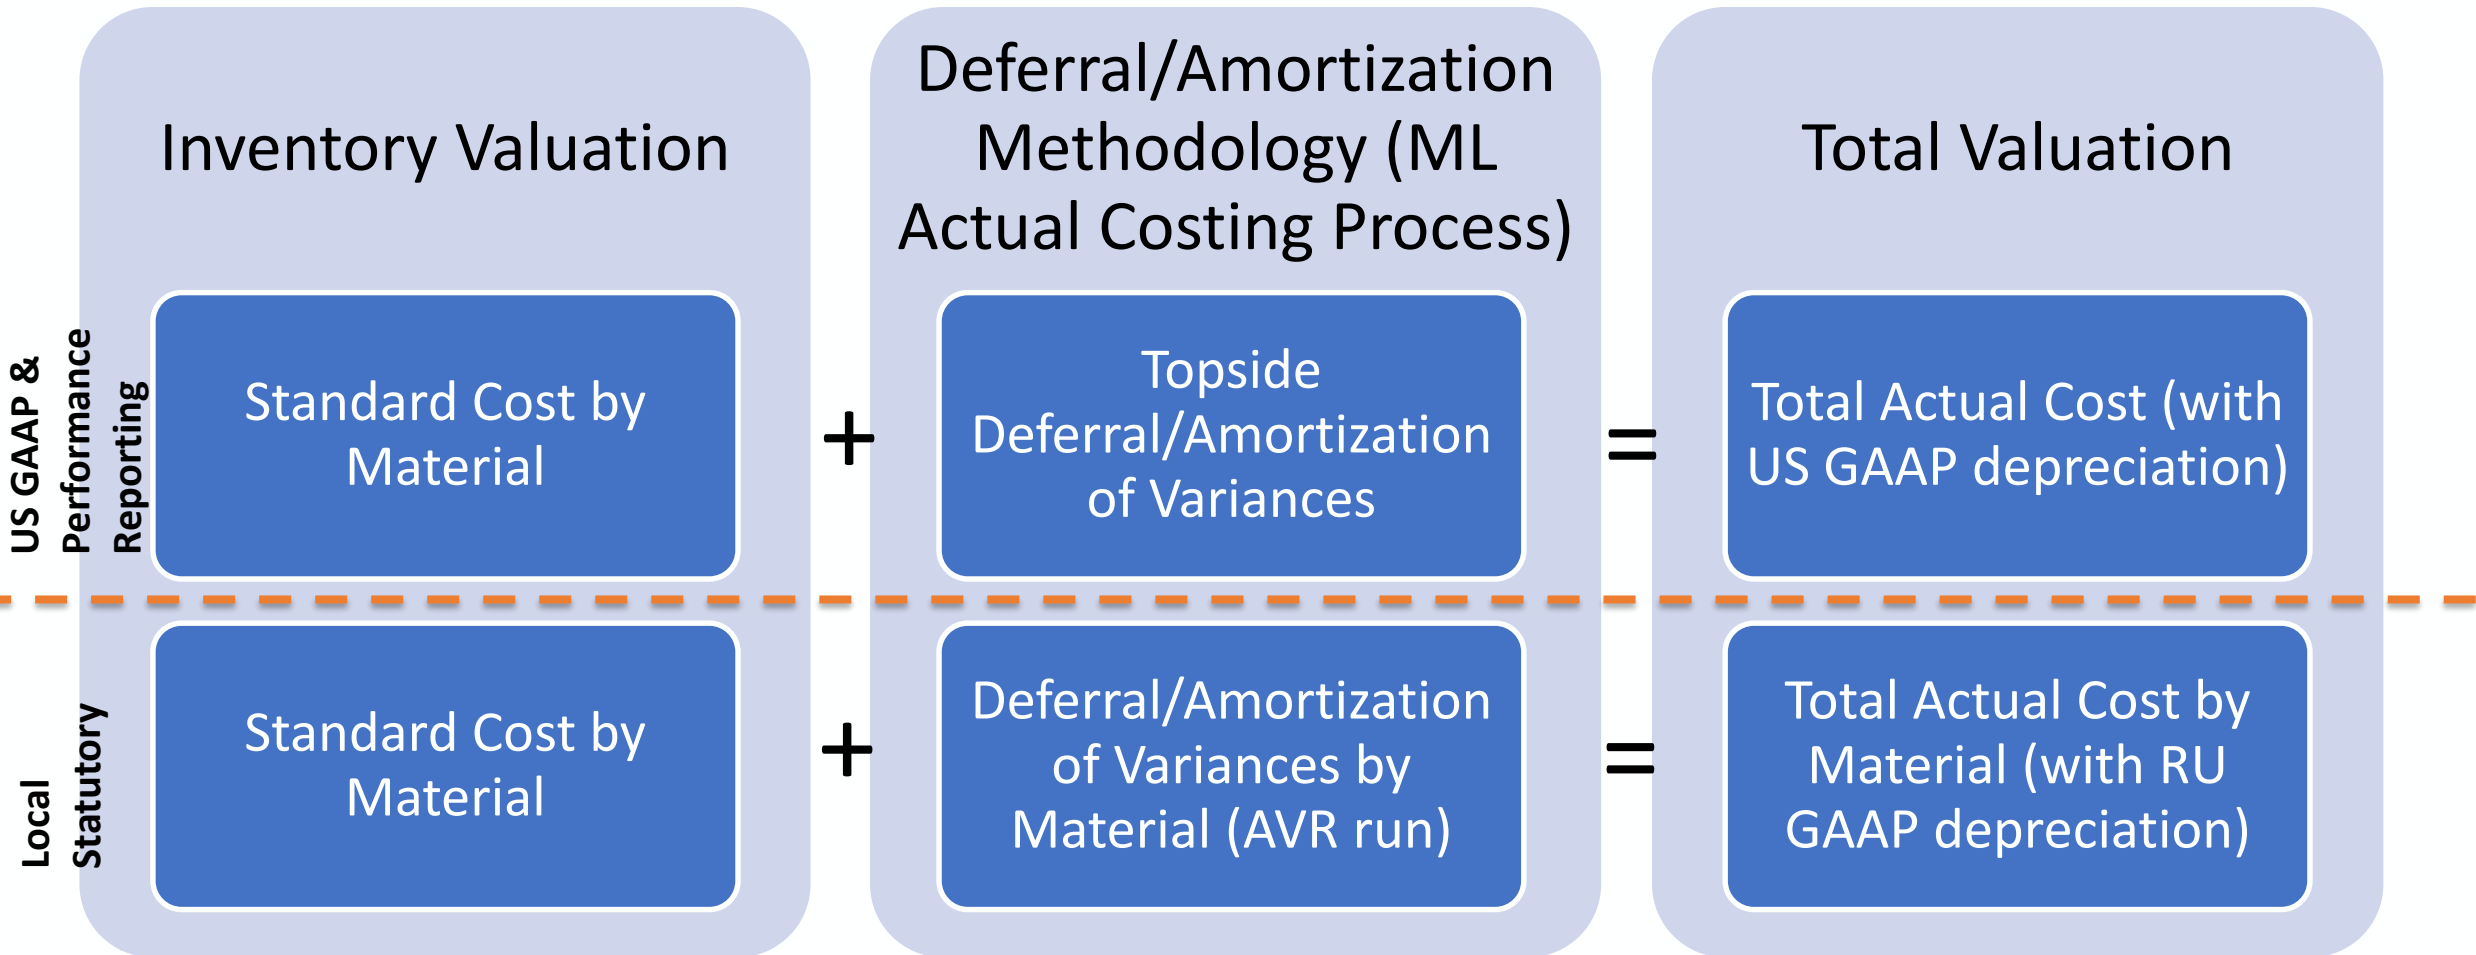 Inventory Valuation
Deferral/Amortization
Methodology (ML
Actual Costing Process)
Total Valuation
US GAAP &
Performance
Reporting
Standard Cost by
Material
+
Topside
Deferral/Amortization
of Variances
=
Total Actual Cost (with
US GAAP depreciation)
Local
Statutory
Standard Cost by
Material
+
Deferral/Amortization
of Variances by
Material (AVR run)
=
Total Actual Cost by
Material (with RU
GAAP depreciation)